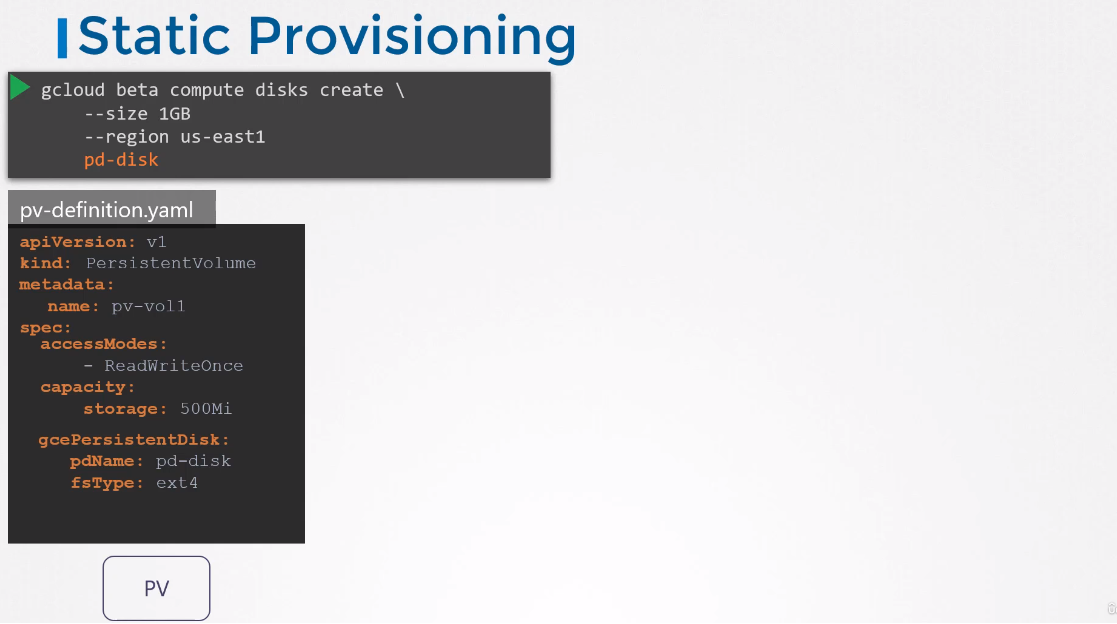 Static Provisioning
gcloud beta compute disks create \
--size 1GB
--region us-east1
pd-disk
pv-definition.yaml
apiVersion: v1
kind: PersistentVolume
metadata:
name: pv-vol1
spec:
accessModes:
- ReadWriteOnce
capacity:
storage: 500Mi
gcePersistentDisk:
pdName: pd-disk
fsType: ext4
PV